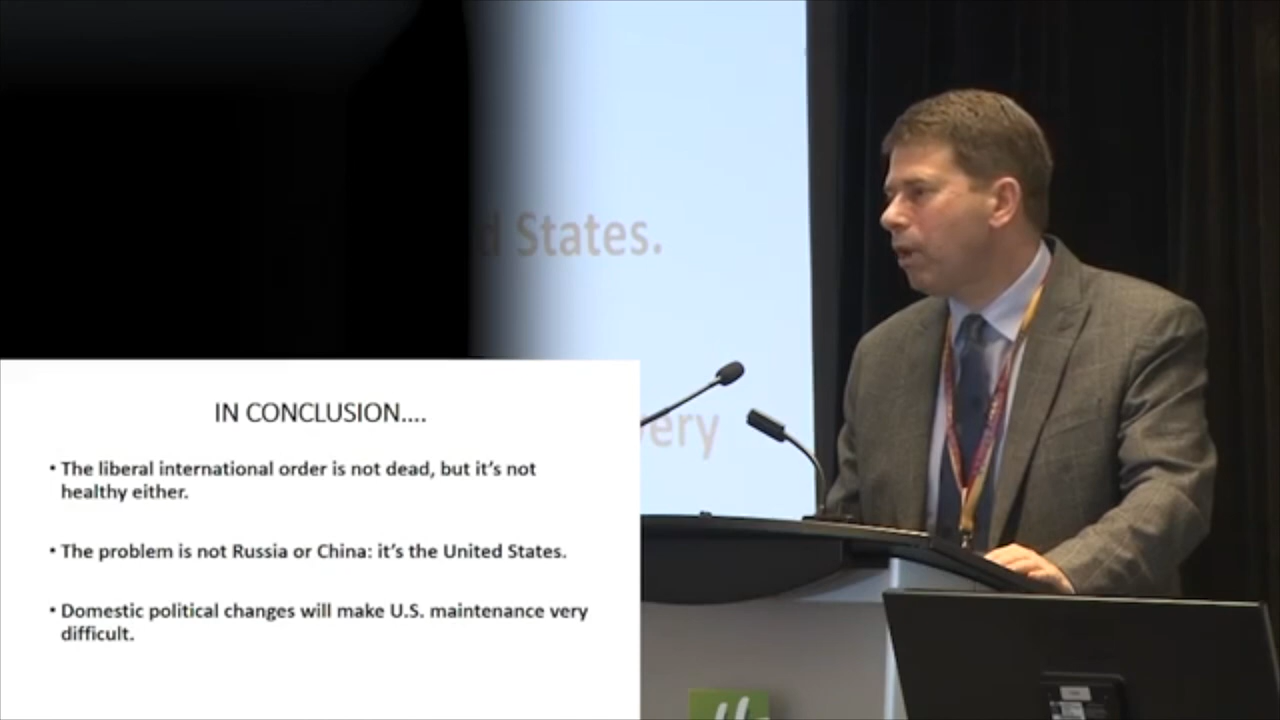 d States.
very
IN CONCLUSION....
• The liberal international order is not dead, but it's not
healthy either.
• The problem is not Russia or China: it's the United States.
• Domestic political changes will make U.S. maintenance very
difficult.